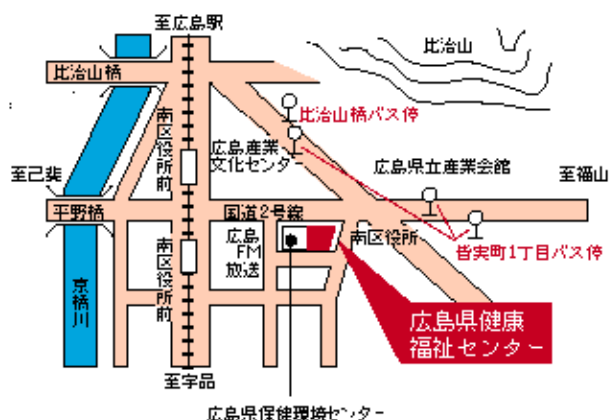 至広島駅
比治山
比治山橋
比治山橋バス停
南区役所前
広島産業
文化センター
広島県立産業会館
至己斐
至福山
平野橋
国道2号線
南区役所
皆実町1丁目バス停
広島
FM
放送
南区役所前
京橋川
広島県健康
福祉センター
至宇品
広島県保健環境センター